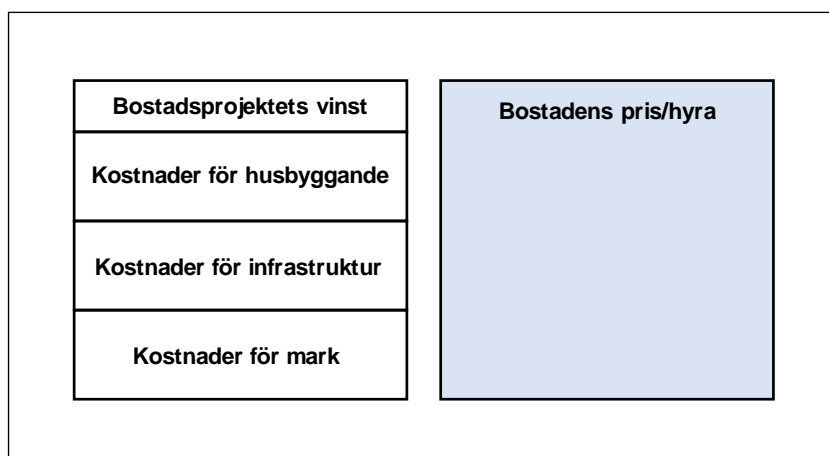 Bostadsprojektets vinst
Kostnader för husbyggande
Kostnader för infrastruktur
Kostnader för mark
Bostadens pris/hyra